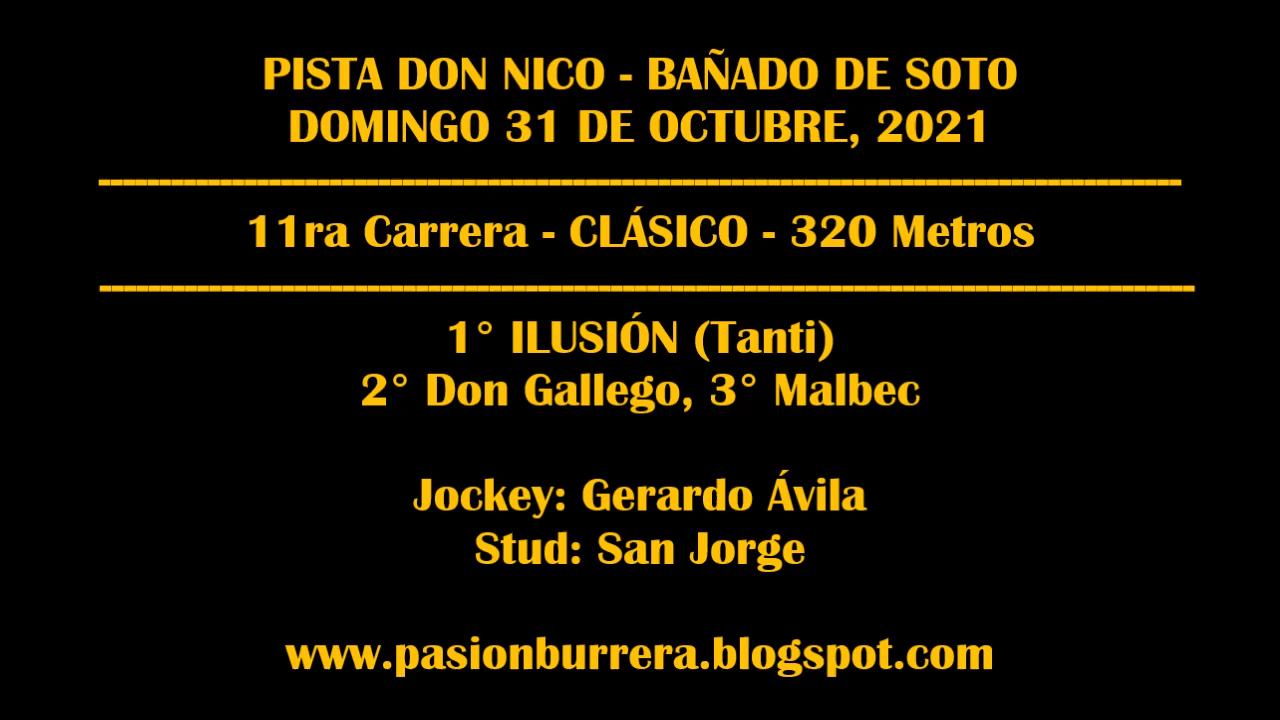 PISTA DON NICO - BAÑADO DE SOTO
DOMINGO 31 DE OCTUBRE, 2021
11ra Carrera - CLÁSICO - 320 Metros
1° ILUSIÓN (Tanti)
2° Don Gallego, 3° Malbec
Jockey: Gerardo Ávila
Stud: San Jorge
www.pasionburrera.blogspot.com